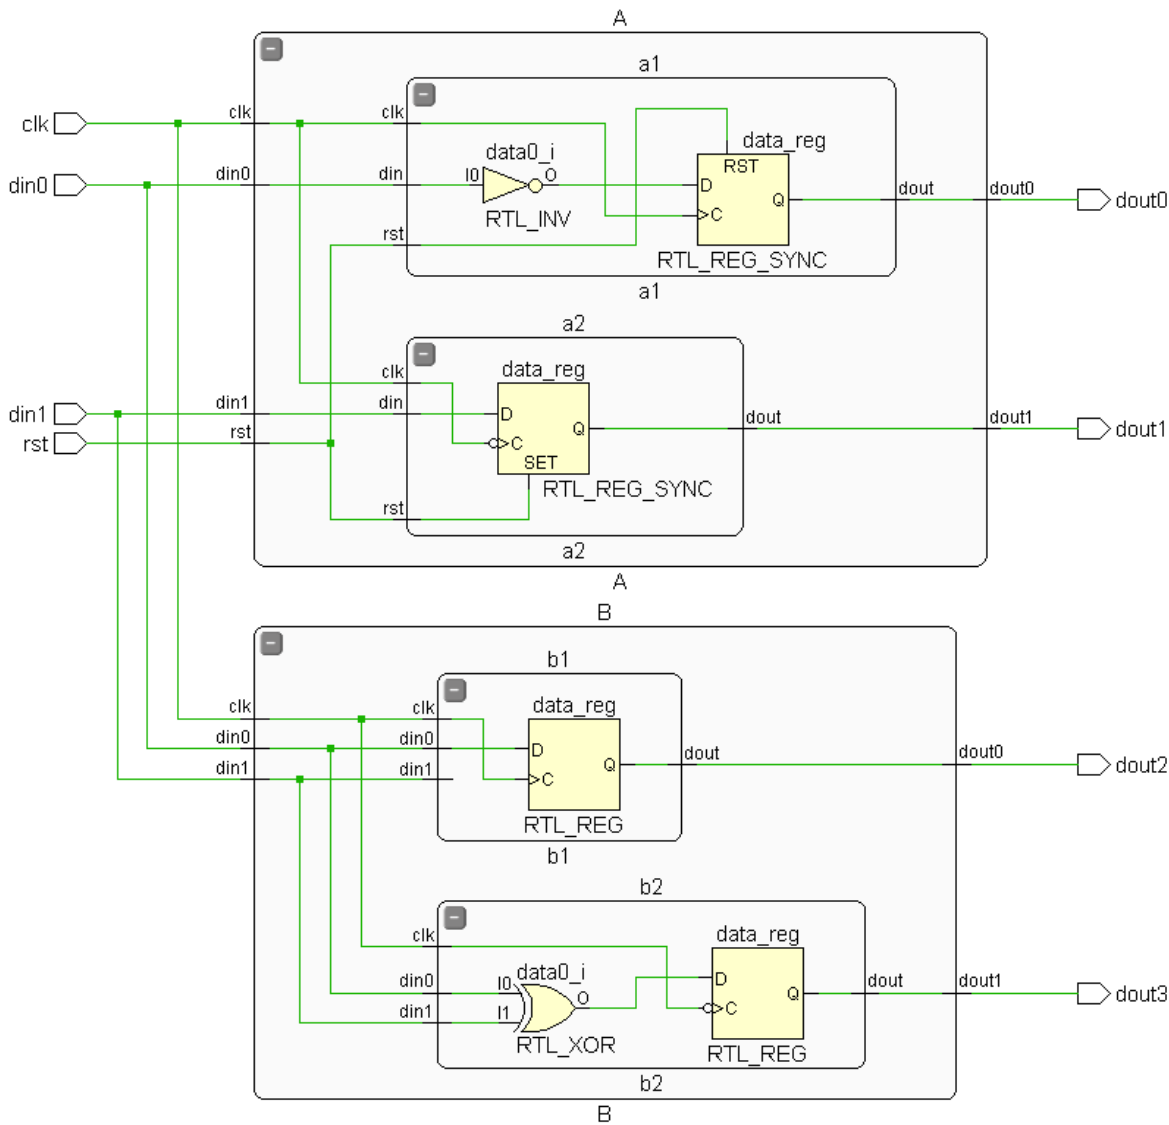 A
a1
clk
clk
clk
data_reg
data0_i
RST
din0
din0
din
I0
O
D
Q
dout
dout0
dout0
C
RTL_INV
rst
RTL_REG_SYNC
a1
a2
clk
data_reg
din1
din1
din
D
Q
dout
dout1
dout1
rst
rst
C
SET
RTL_REG_SYNC
rst
a2
A
B
b1
clk
clk
data_reg
din0
din0
D
Q
dout
dout0
dout2
din1
din1
C
RTL_REG
b1
b2
clk
data_reg
din0
I0
data0_i
O
D
Q
dout
dout1
dout3
din1
I1
C
RTL_XOR
RTL_REG
b2
B